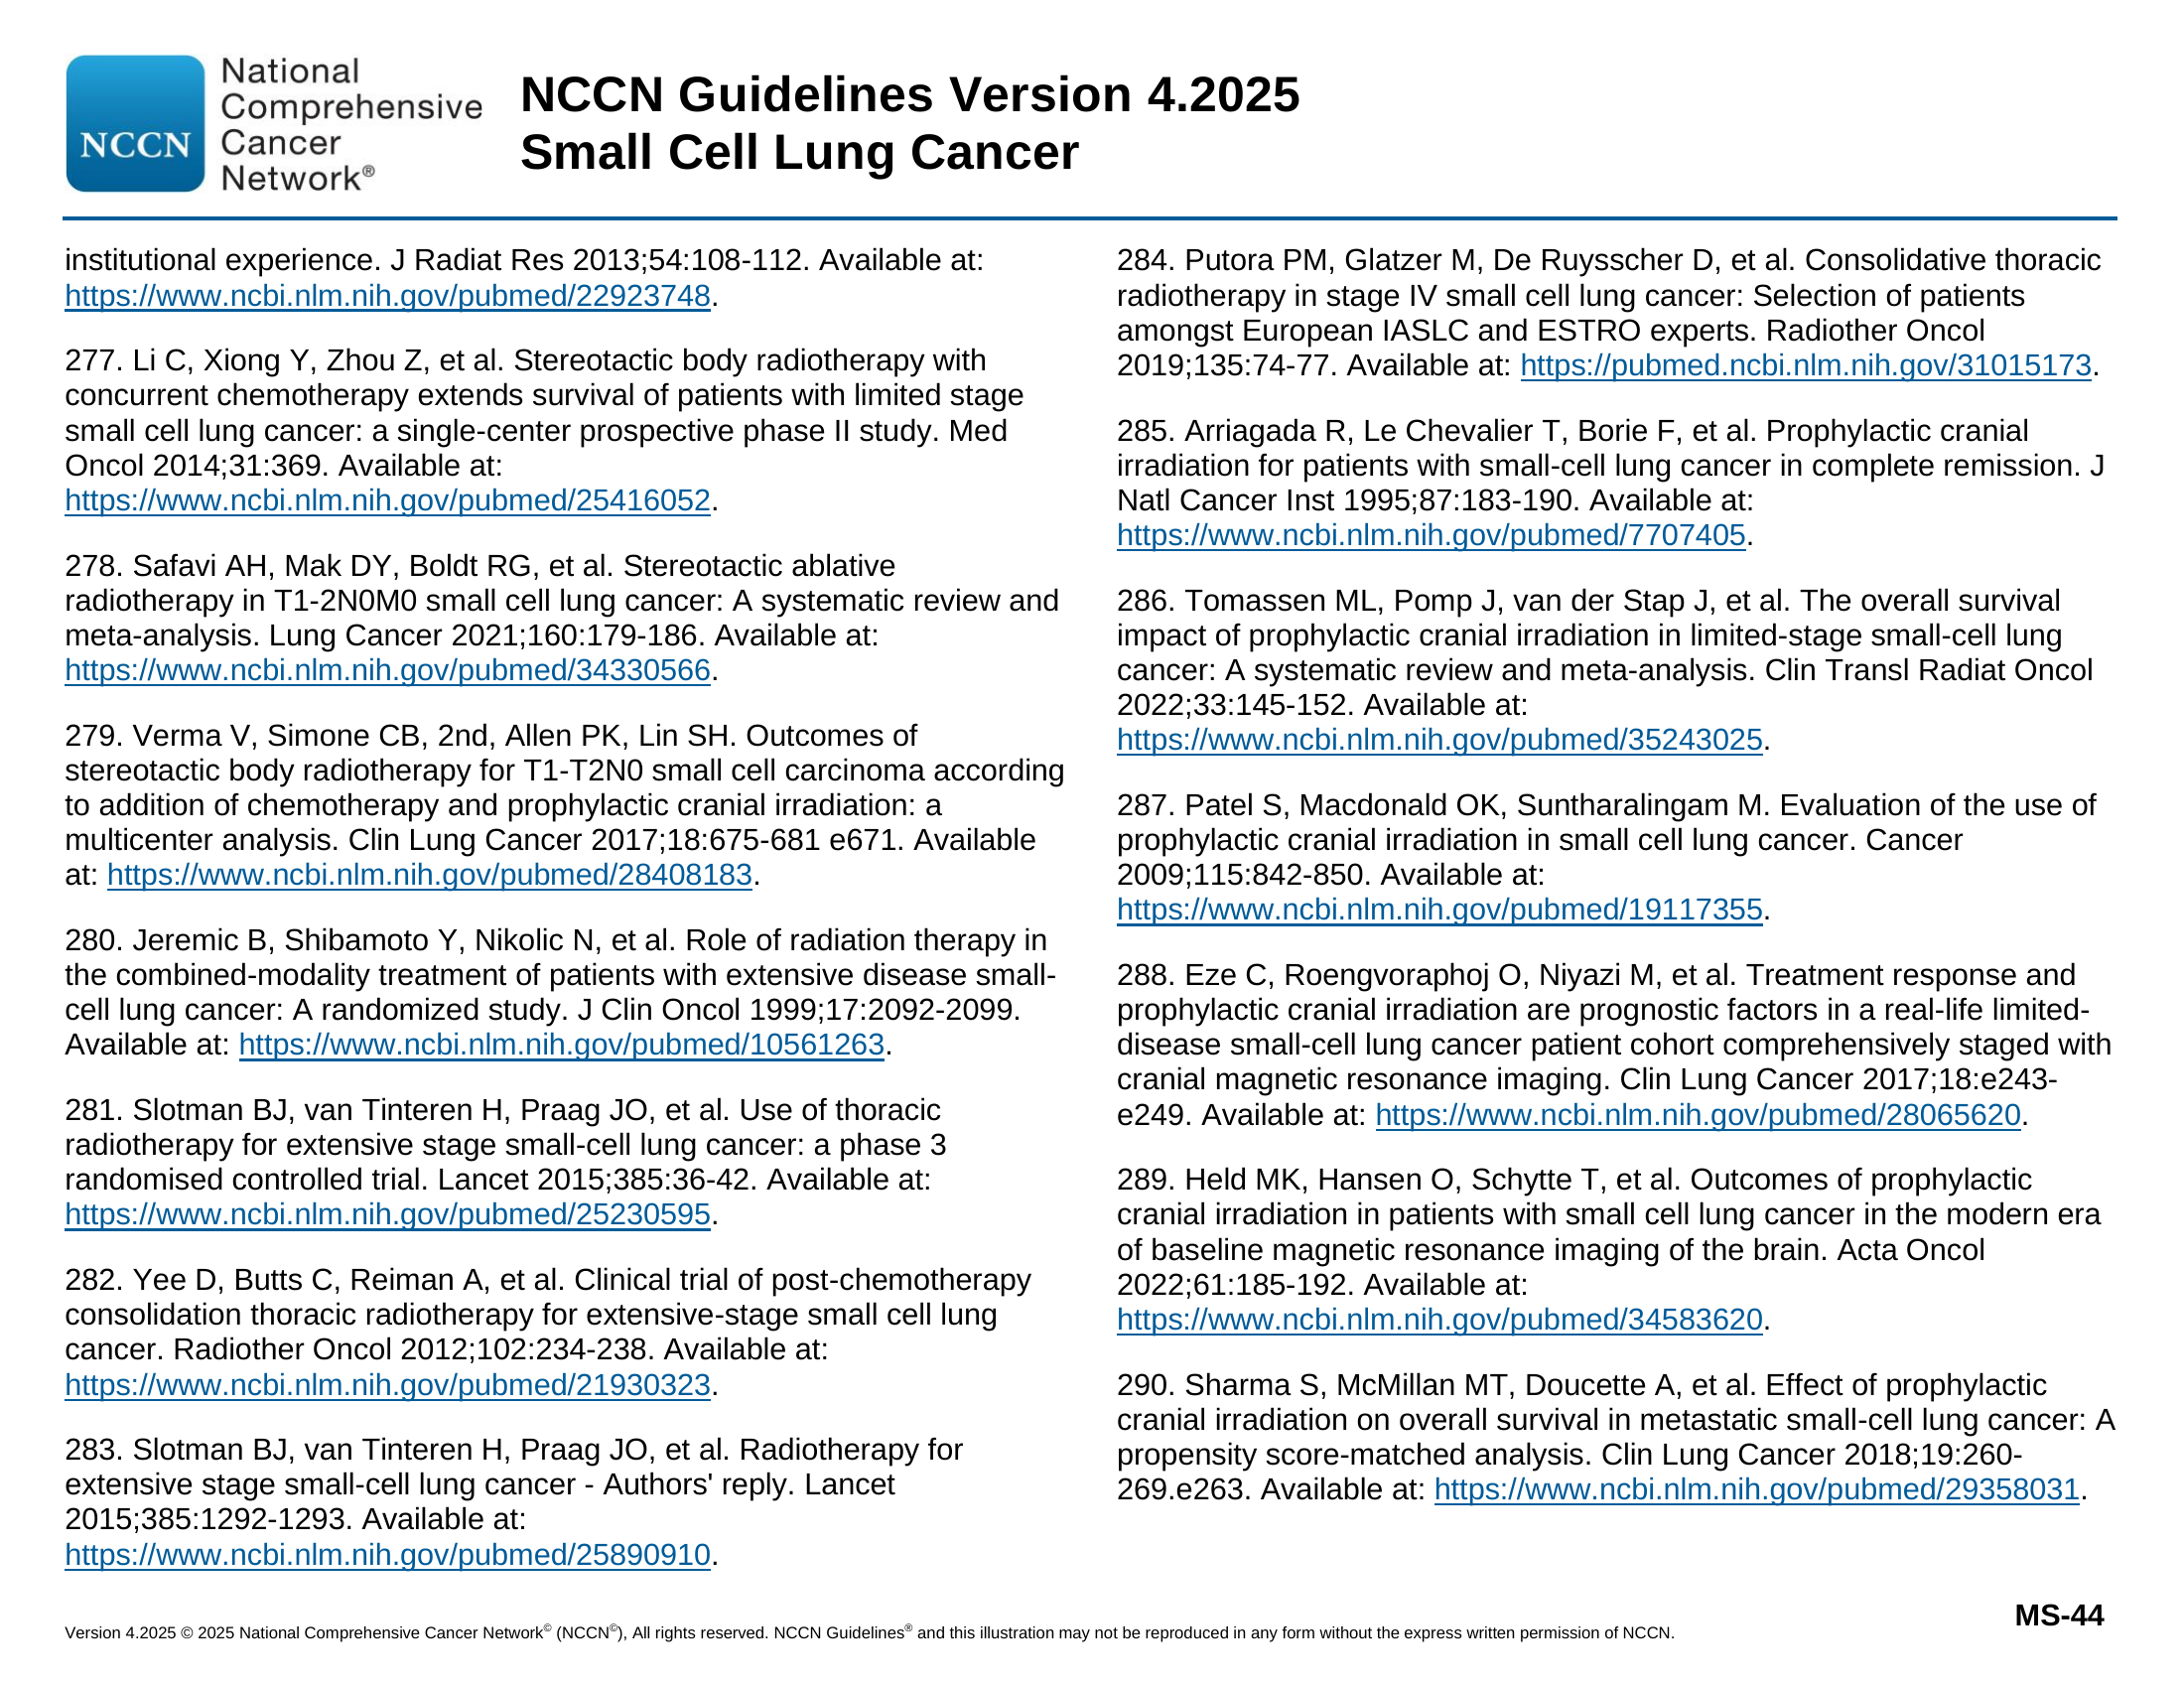 National
Comprehensive
Cancer
Network®
NCCN
NCCN Guidelines Version 4.2025
Small Cell Lung Cancer
institutional experience. J Radiat Res 2013;54:108-112. Available at:
https://www.ncbi.nlm.nih.gov/pubmed/22923748.
277. Li C, Xiong Y, Zhou Z, et al. Stereotactic body radiotherapy with
concurrent chemotherapy extends survival of patients with limited stage
small cell lung cancer: a single-center prospective phase II study. Med
Oncol 2014;31:369. Available at:
https://www.ncbi.nlm.nih.gov/pubmed/25416052.
278. Safavi AH, Mak DY, Boldt RG, et al. Stereotactic ablative
radiotherapy in T1-2N0M0 small cell lung cancer: A systematic review and
meta-analysis. Lung Cancer 2021;160:179-186. Available at:
https://www.ncbi.nlm.nih.gov/pubmed/34330566.
279. Verma V, Simone CB, 2nd, Allen PK, Lin SH. Outcomes of
stereotactic body radiotherapy for T1-T2N0 small cell carcinoma according
to addition of chemotherapy and prophylactic cranial irradiation: a
multicenter analysis. Clin Lung Cancer 2017;18:675-681 e671. Available
at: https://www.ncbi.nlm.nih.gov/pubmed/28408183.
280. Jeremic B, Shibamoto Y, Nikolic N, et al. Role of radiation therapy in
the combined-modality treatment of patients with extensive disease small-
cell lung cancer: A randomized study. J Clin Oncol 1999;17:2092-2099.
Available at: https://www.ncbi.nlm.nih.gov/pubmed/10561263.
281. Slotman BJ, van Tinteren H, Praag JO, et al. Use of thoracic
radiotherapy for extensive stage small-cell lung cancer: a phase 3
randomised controlled trial. Lancet 2015;385:36-42. Available at:
https://www.ncbi.nlm.nih.gov/pubmed/25230595.
282. Yee D, Butts C, Reiman A, et al. Clinical trial of post-chemotherapy
consolidation thoracic radiotherapy for extensive-stage small cell lung
cancer. Radiother Oncol 2012;102:234-238. Available at:
https://www.ncbi.nlm.nih.gov/pubmed/21930323.
283. Slotman BJ, van Tinteren H, Praag JO, et al. Radiotherapy for
extensive stage small-cell lung cancer - Authors' reply. Lancet
2015;385:1292-1293. Available at:
https://www.ncbi.nlm.nih.gov/pubmed/25890910.
284. Putora PM, Glatzer M, De Ruysscher D, et al. Consolidative thoracic
radiotherapy in stage IV small cell lung cancer: Selection of patients
amongst European IASLC and ESTRO experts. Radiother Oncol
2019;135:74-77. Available at: https://pubmed.ncbi.nlm.nih.gov/31015173.
285. Arriagada R, Le Chevalier T, Borie F, et al. Prophylactic cranial
irradiation for patients with small-cell lung cancer in complete remission. J
Natl Cancer Inst 1995;87:183-190. Available at:
https://www.ncbi.nlm.nih.gov/pubmed/7707405.
286. Tomassen ML, Pomp J, van der Stap J, et al. The overall survival
impact of prophylactic cranial irradiation in limited-stage small-cell lung
cancer: A systematic review and meta-analysis. Clin Transl Radiat Oncol
2022;33:145-152. Available at:
https://www.ncbi.nlm.nih.gov/pubmed/35243025.
287. Patel S, Macdonald OK, Suntharalingam M. Evaluation of the use of
prophylactic cranial irradiation in small cell lung cancer. Cancer
2009;115:842-850. Available at:
https://www.ncbi.nlm.nih.gov/pubmed/19117355.
288. Eze C, Roengvoraphoj O, Niyazi M, et al. Treatment response and
prophylactic cranial irradiation are prognostic factors in a real-life limited-
disease small-cell lung cancer patient cohort comprehensively staged with
cranial magnetic resonance imaging. Clin Lung Cancer 2017;18:e243-
e249. Available at: https://www.ncbi.nlm.nih.gov/pubmed/28065620.
289. Held MK, Hansen O, Schytte T, et al. Outcomes of prophylactic
cranial irradiation in patients with small cell lung cancer in the modern era
of baseline magnetic resonance imaging of the brain. Acta Oncol
2022;61:185-192. Available at:
https://www.ncbi.nlm.nih.gov/pubmed/34583620.
290. Sharma S, McMillan MT, Doucette A, et al. Effect of prophylactic
cranial irradiation on overall survival in metastatic small-cell lung cancer: A
propensity score-matched analysis. Clin Lung Cancer 2018;19:260-
269.e263. Available at: https://www.ncbi.nlm.nih.gov/pubmed/29358031.
MS-44
Version 4.2025 © 2025 National Comprehensive Cancer Network© (NCCN©), All rights reserved. NCCN Guidelines® and this illustration may not be reproduced in any form without the express written permission of NCCN.